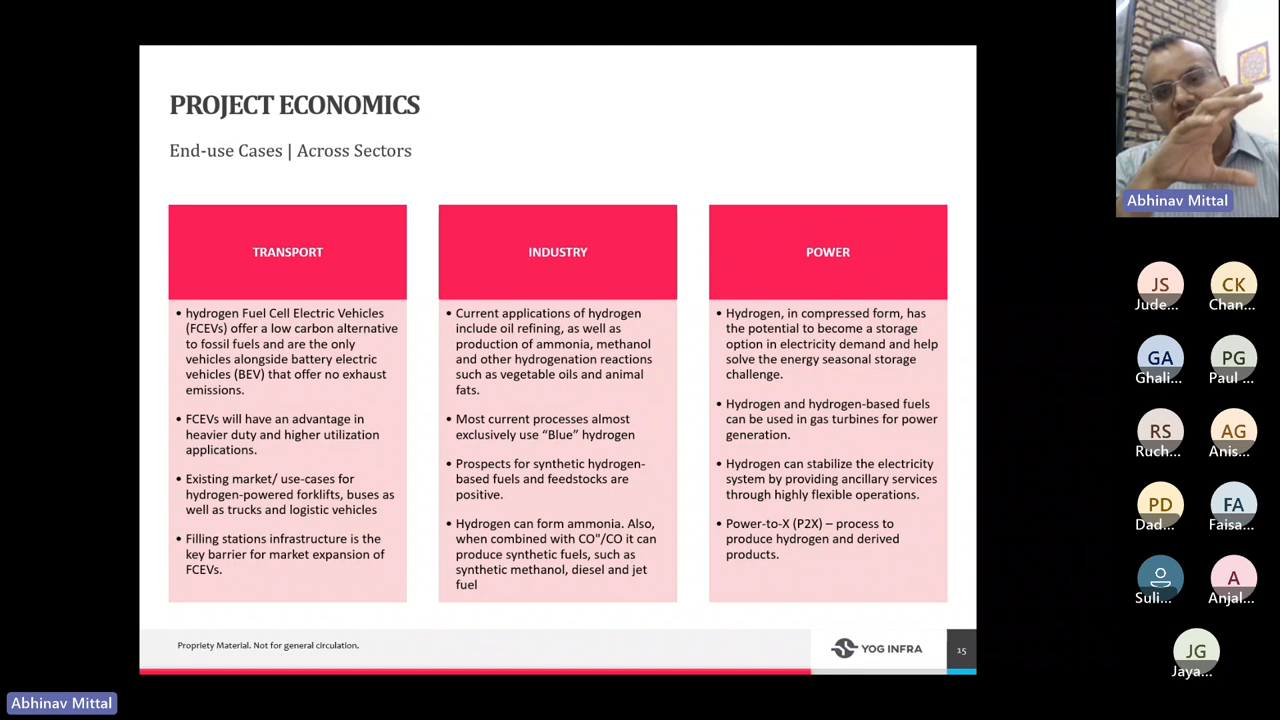 PROJECT ECONOMICS
End-use Cases | Across Sectors
TRANSPORT
• hydrogen Fuel Cell Electric Vehicles
(FCEVs) offer a low carbon alternative
to fossil fuels and are the only
vehicles alongside battery electric
vehicles (BEV) that offer no exhaust
emissions.
• FCEVs will have an advantage in
heavier duty and higher utilization
applications.
• Existing market/ use-cases for
hydrogen-powered forklifts, buses as
well as trucks and logistic vehicles
• Filling stations infrastructure is the
key barrier for market expansion of
FCEVs.
INDUSTRY
• Current applications of hydrogen
include oil refining, as well as
production of ammonia, methanol
and other hydrogenation reactions
such as vegetable oils and animal
fats.
• Most current processes almost
exclusively use “Blue” hydrogen
• Prospects for synthetic hydrogen-
based fuels and feedstocks are
positive.
• Hydrogen can form ammonia. Also,
when combined with CO"/CO it can
produce synthetic fuels, such as
synthetic methanol, diesel and jet
fuel
POWER
• Hydrogen, in compressed form, has
the potential to become a storage
option in electricity demand and help
solve the energy seasonal storage
challenge.
• Hydrogen and hydrogen-based fuels
can be used in gas turbines for power
generation.
• Hydrogen can stabilize the electricity
system by providing ancillary services
through highly flexible operations.
• Power-to-X (P2X) – process to
produce hydrogen and derived
products.
Propriety Material. Not for general circulation.
YOG INFRA
15
Abhinav Mittal
Abhinav Mittal
JS
Jude...
CK
Chan...
GA
Ghali...
PG
Paul ...
RS
Ruch...
AG
Anis...
PD
Dad...
FA
Faisa...
Suli...
A
Anjal...
JG
Jaya...